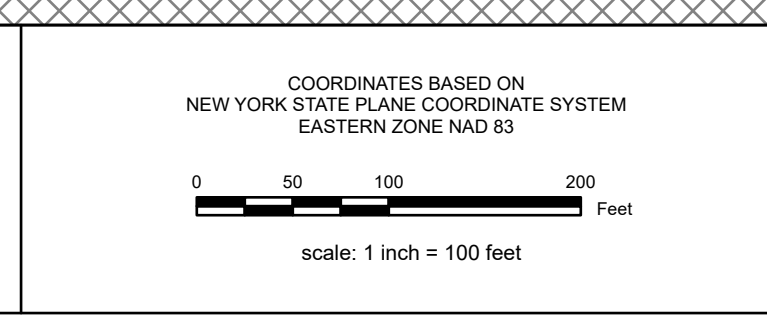 COORDINATES BASED ON
NEW YORK STATE PLANE COORDINATE SYSTEM
EASTERN ZONE NAD 83
0 50 100 200
Feet
scale: 1 inch = 100 feet